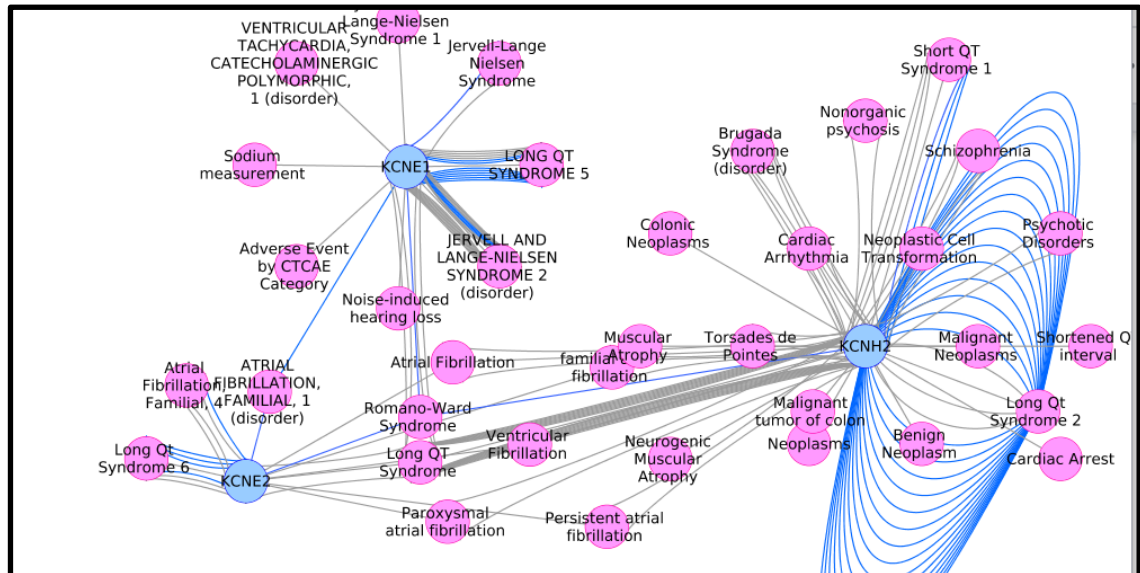 Lange-Nielsen
Syndrome 1
VENTRICULAR
TACHYCARDIA,
CATECHOLAMINERGIC
POLYMORPHIC,
1 (disorder)
Jervell-Lange
Nielsen
Syndrome
Short QT
Syndrome 1
Nonorganic
psychosis
Brugada
Syndrome
(disorder)
Schizophrenia
Sodium
measurement
KCNE1
LONG QT
SYNDROME 5
Colonic
Neoplasms
Cardiac
Arrhythmia
Neoplastic Cell
Transformation
Psychotic
Disorders
Adverse Event
by CTCAE
Category
JERVELL AND
LANGE-NIELSEN
SYNDROME 2
(disorder)
Noise-induced
hearing loss
Atrial Fibrillation
familial
fibrillation
Muscular
Atrophy
Torsades de
Pointes
KCNH2
Malignant
Neoplasms
Shortened Q
interval
Atrial
Fibrillation,
Familial, 4
ATRIAL
FIBRILLATION,
FAMILIAL, 1
(disorder)
Romano-Ward
Syndrome
Malignant
tumor of colon
Neoplasms
Long Qt
Syndrome 2
Long Qt
Syndrome 6
KCNE2
Long QT
Syndrome
Ventricular
Fibrillation
Neurogenic
Muscular
Atrophy
Benign
Neoplasm
Cardiac Arrest
Paroxysmal
atrial fibrillation
Persistent atrial
fibrillation